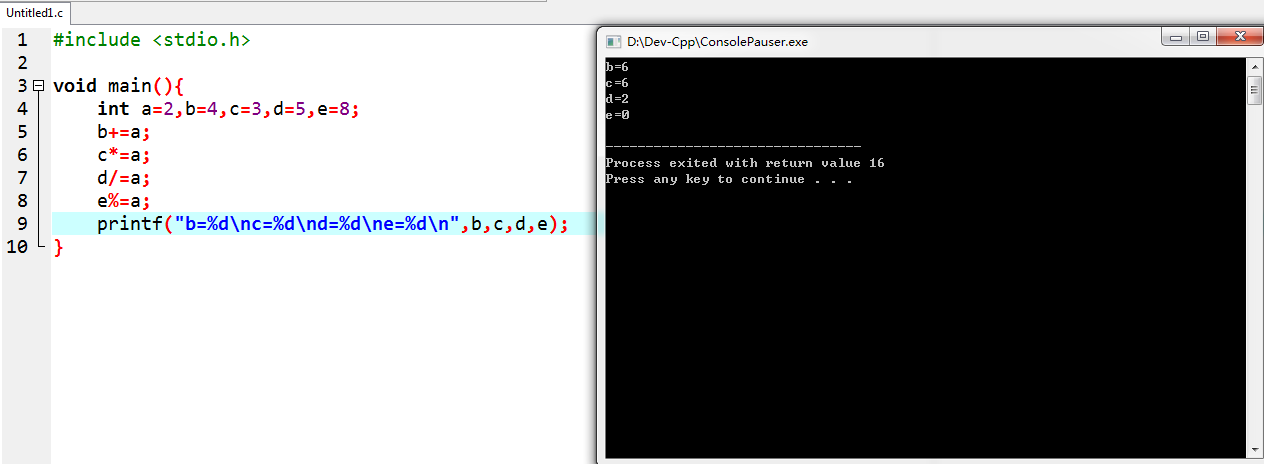 Untitled1.c
1 #include <stdio.h>
2
3 void main(){
4 int a=2,b=4,c=3,d=5,e=8;
5 b+=a;
6 c*=a;
7 d/=a;
8 e%=a;
9 printf("b=%d\nc=%d\nd=%d\ne=%d\n",b,c,d,e);
10 }
D:\Dev-Cpp\ConsolePauser.exe
b=6
c=6
d=2
e=0
--------------------------------
Process exited with return value 16
Press any key to continue . . .